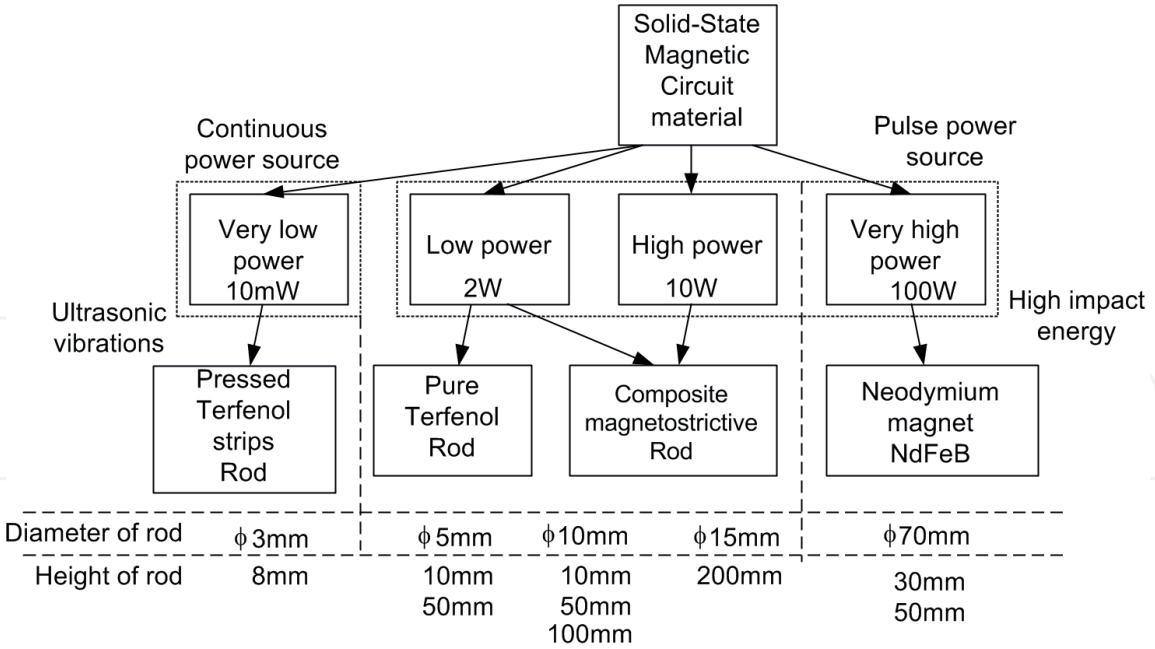 Solid-State
Magnetic
Circuit
material
Continuous
power source
Pulse power
source
Very low
power
10mW
Low power
2W
High power
10W
Very high
power
100W
Ultrasonic
vibrations
High impact
energy
Pressed
Terfenol
strips
Rod
Pure
Terfenol
Rod
Composite
magnetostrictive
Rod
Neodymium
magnet
NdFeB
Diameter of rod ϕ3mm ϕ5mm ϕ10mm ϕ15mm ϕ70mm
Height of rod 8mm 10mm 10mm 200mm 30mm
50mm 50mm 50mm
100mm